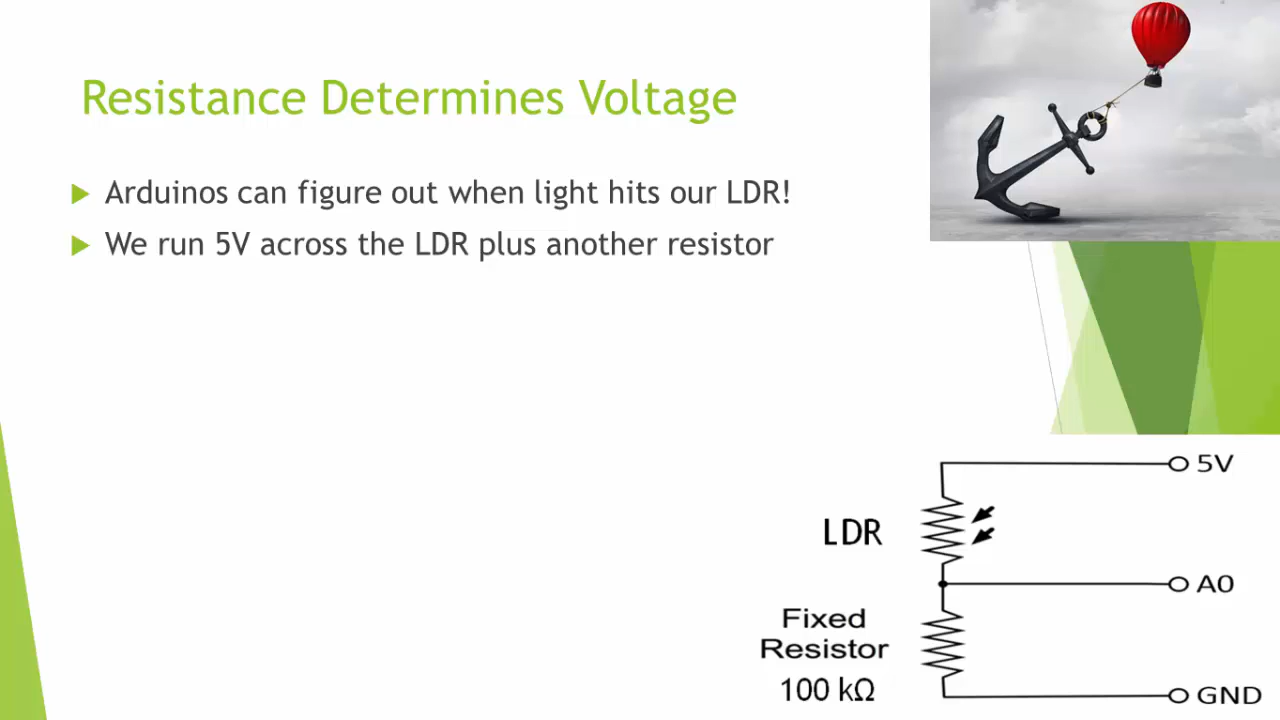 Resistance Determines Voltage
Arduinos can figure out when light hits our LDR!
We run 5V across the LDR plus another resistor
5V
LDR
A0
Fixed
Resistor
100 kΩ
GND